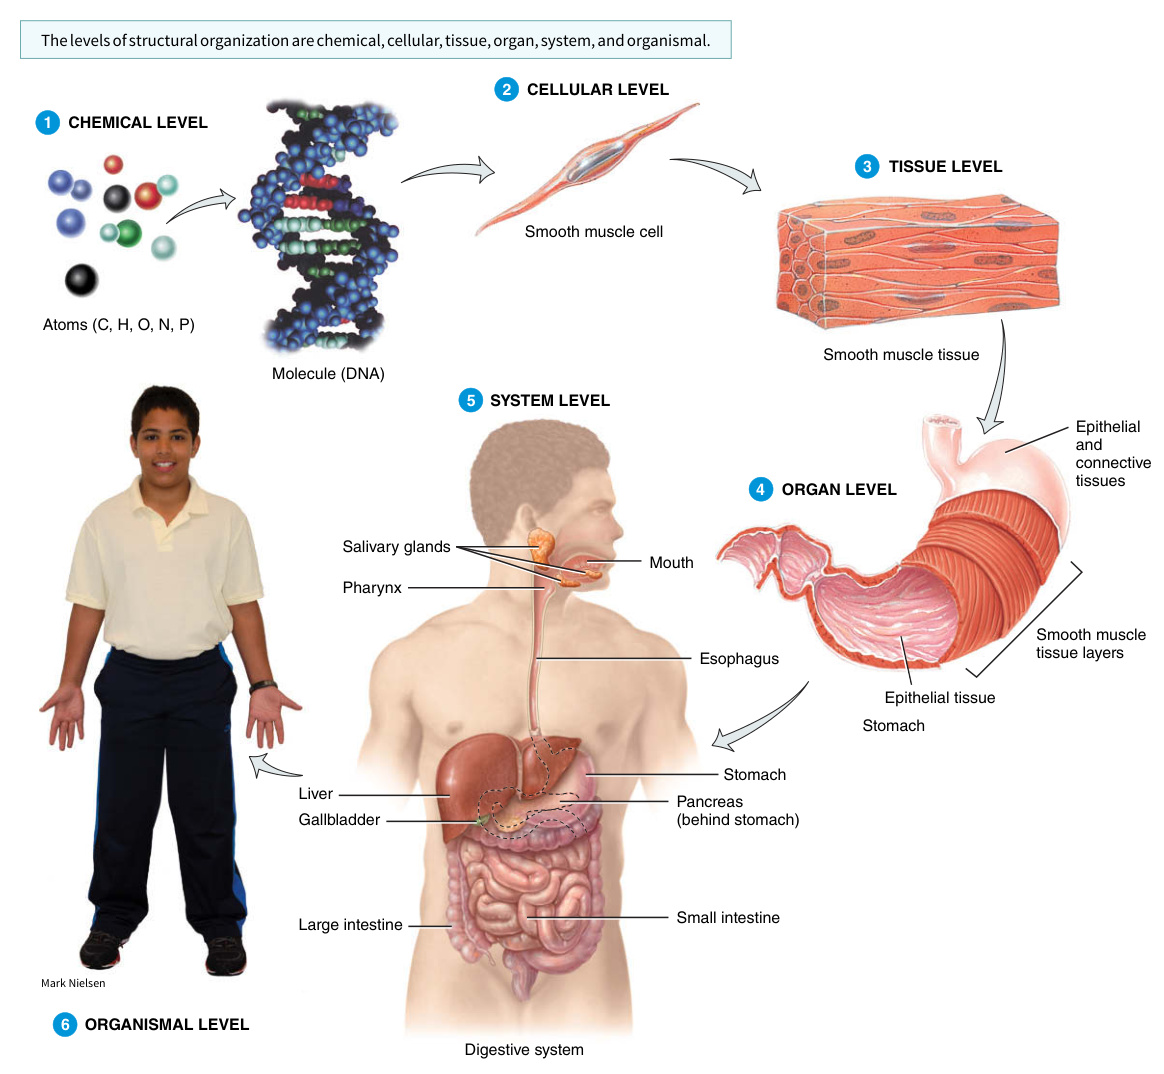 The levels of structural organization are chemical, cellular, tissue, organ, system, and organismal.
1 CHEMICAL LEVEL
Atoms (C, H, O, N, P)
Molecule (DNA)
2 CELLULAR LEVEL
Smooth muscle cell
3 TISSUE LEVEL
Smooth muscle tissue
4 ORGAN LEVEL
Epithelial
and
connective
tissues
Smooth muscle
tissue layers
Epithelial tissue
Stomach
5 SYSTEM LEVEL
Salivary glands
Mouth
Pharynx
Esophagus
Stomach
Liver
Pancreas
(behind stomach)
Gallbladder
Large intestine
Small intestine
Digestive system
Mark Nielsen
6 ORGANISMAL LEVEL